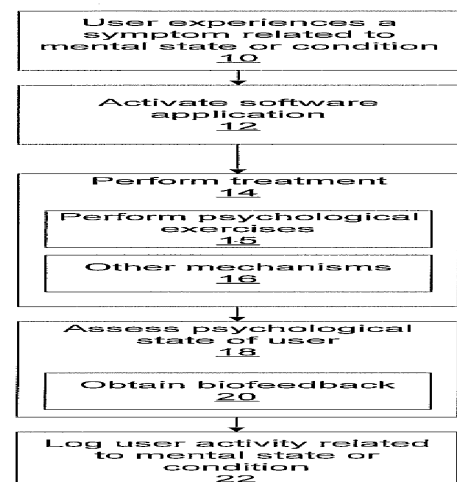 User experiences a
symptom related to
mental state or condition
10
Activate software
application
12
Perform treatment
14
Perform psychological
exercises
15
Other mechanisms
16
Assess psychological
state of user
18
Obtain biofeedback
20
Log user activity related
to mental state or
condition
22